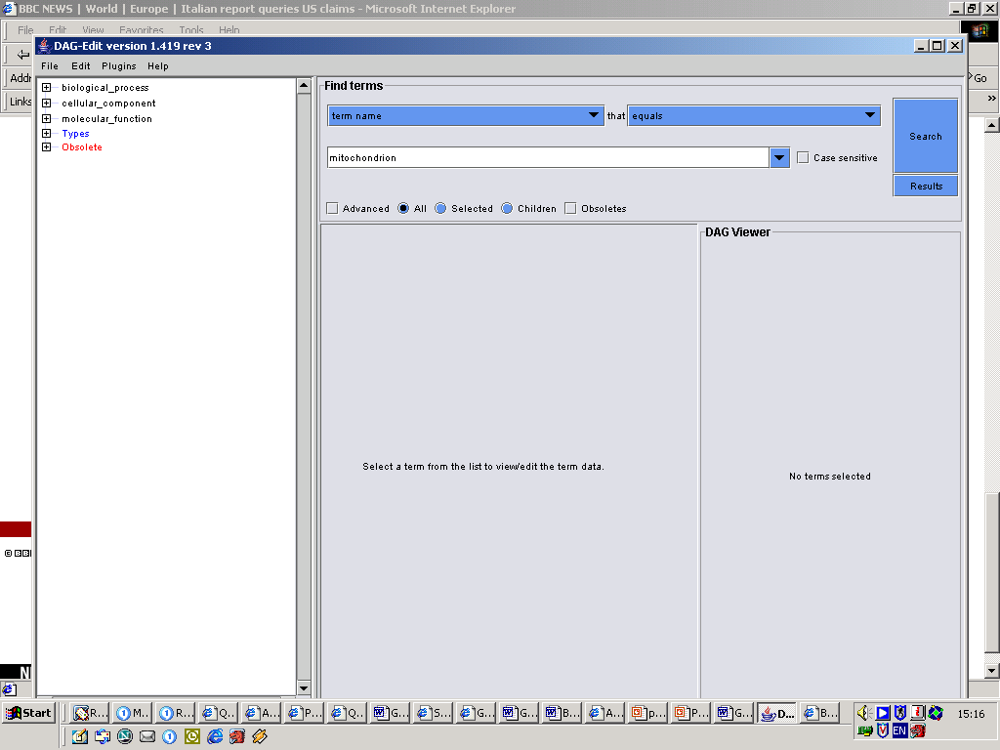 BBC NEWS | World | Europe | Italian report queries US claims - Microsoft Internet Explorer
File Edit View Favorites Tools Help
DAG-Edit version 1.419 rev 3
File Edit Plugins Help
Addr
Go
Links
»
biological_process
cellular_component
molecular_function
Types
Obsolete
Find terms
term name that equals
Search
mitochondrion
Case sensitive
Results
Advanced All Selected Children Obsoletes
DAG Viewer
Select a term from the list to view/edit the term data.
No terms selected
© BBC
N
Start R... M... R... Q... A... P... Q... G... S... G... G... B... A... p... P... G... D... B... 15:16
EN